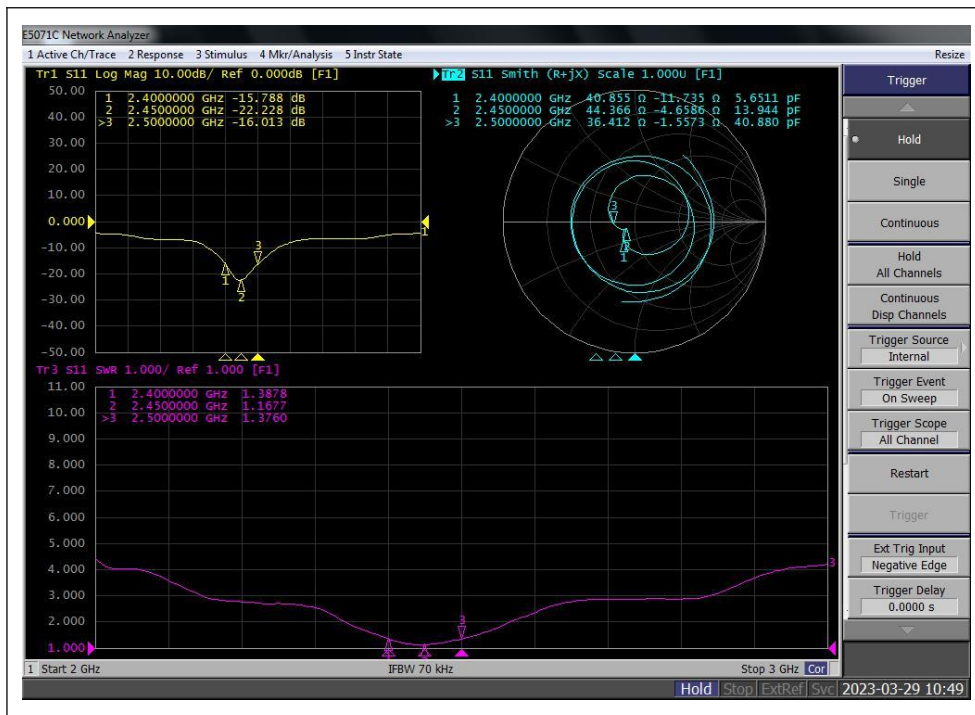 E5071C Network Analyzer
1 Active Ch/Trace 2 Response 3 Stimulus 4 Mkr/Analysis 5 Instr State
Resize
Tr1 S11 Log Mag 10.00dB/ Ref 0.000dB [F1]
50.00
40.00
30.00
20.00
10.00
0.000
-10.00
-20.00
-30.00
-40.00
-50.00
1 2.4000000 GHz -15.788 dB
2 2.4500000 GHz -22.228 dB
>3 2.5000000 GHz -16.013 dB
1
2
3
1
Tr2 S11 Smith (R+jX) Scale 1.000U [F1]
1 2.4000000 GHz 40.855 Ω -11.735 Ω 5.6511 pF
2 2.4500000 GHz 44.366 Ω -4.6586 Ω 13.944 pF
>3 2.5000000 GHz 36.412 Ω -1.5573 Ω 40.880 pF
3
1
Tr3 S11 SWR 1.000/ Ref 1.000 [F1]
11.00
10.00
9.000
8.000
7.000
6.000
5.000
4.000
3.000
2.000
1.000
1 2.4000000 GHz 1.3878
2 2.4500000 GHz 1.1677
>3 2.5000000 GHz 1.3760
3
3
1 Start 2 GHz
IFBW 70 kHz
Stop 3 GHz Cor
Trigger
Hold
Single
Continuous
Hold
All Channels
Continuous
Disp Channels
Trigger Source
Internal
Trigger Event
On Sweep
Trigger Scope
All Channel
Restart
Trigger
Ext Trig Input
Negative Edge
Trigger Delay
0.0000 s
Hold Stop ExtRef Svc 2023-03-29 10:49